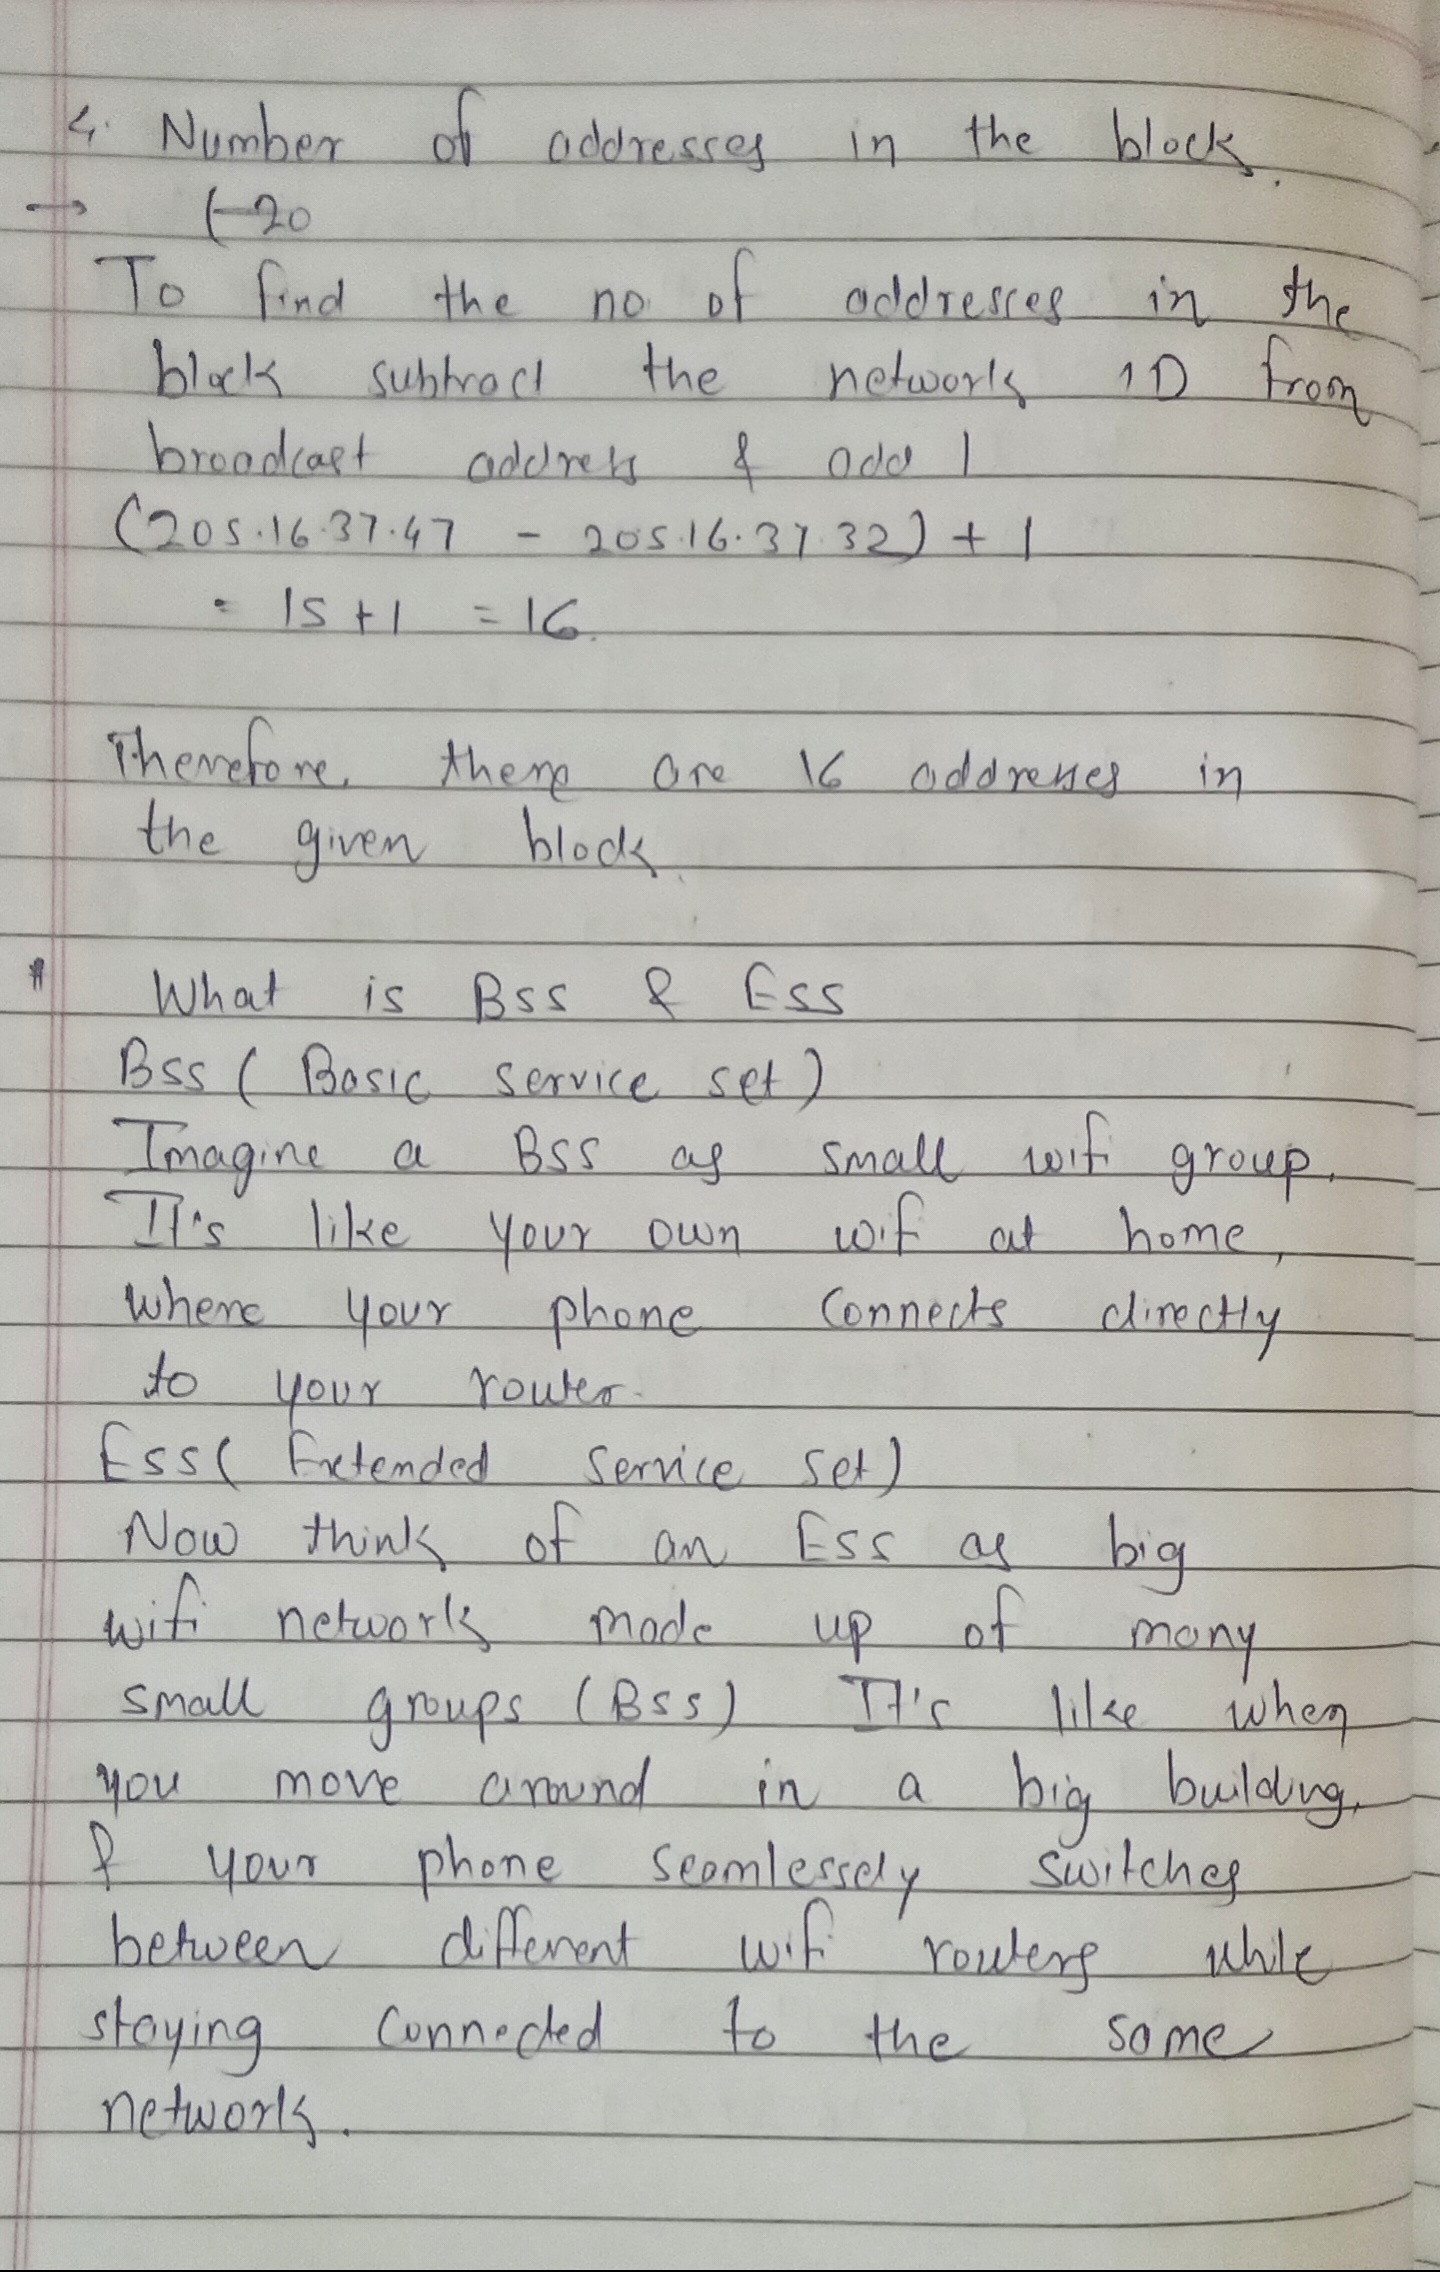 4. Number of addresses in the block.
→ (-20
To find the no. of addresses in the
block subtract the network ID from
broadcast address & add 1
(205.16.37.47 - 205.16.37.32) + 1
= 15 + 1 = 16.
Therefore, there are 16 addresses in
the given block.
* What is BSS & ESS
BSS ( Basic service set )
Imagine a BSS as small wifi group.
It's like your own wif at home,
where your phone connects directly
to your router.
ESS ( Extended Service set )
Now think of an ESS as big
wifi network made up of many
small groups (BSS) It's like when
you move around in a big building,
& your phone seamlessely switches
between different wifi routers while
staying connected to the same
network.